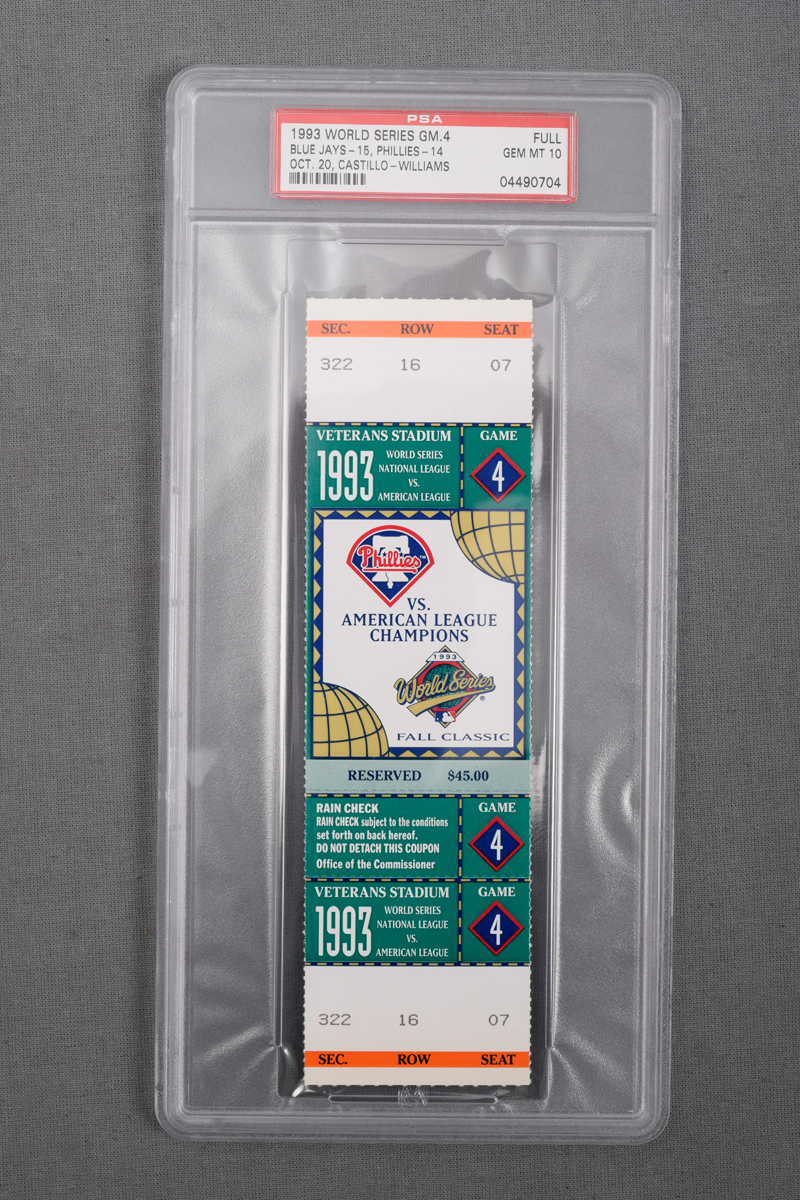 PSA
1993 WORLD SERIES GM.4 FULL
BLUE JAYS-15, PHILLIES-14 GEM MT 10
OCT. 20, CASTILLO-WILLIAMS
04490704
SEC. ROW SEAT
322 16 07
VETERANS STADIUM GAME
1993 WORLD SERIES
NATIONAL LEAGUE
VS.
AMERICAN LEAGUE
4
Phillies TM
VS.
AMERICAN LEAGUE
CHAMPIONS
1993
World Series ®
FALL CLASSIC
RESERVED $45.00
RAIN CHECK GAME
RAIN CHECK subject to the conditions
set forth on back hereof.
DO NOT DETACH THIS COUPON
Office of the Commissioner
4
VETERANS STADIUM GAME
1993 WORLD SERIES
NATIONAL LEAGUE
VS.
AMERICAN LEAGUE
4
322 16 07
SEC. ROW SEAT